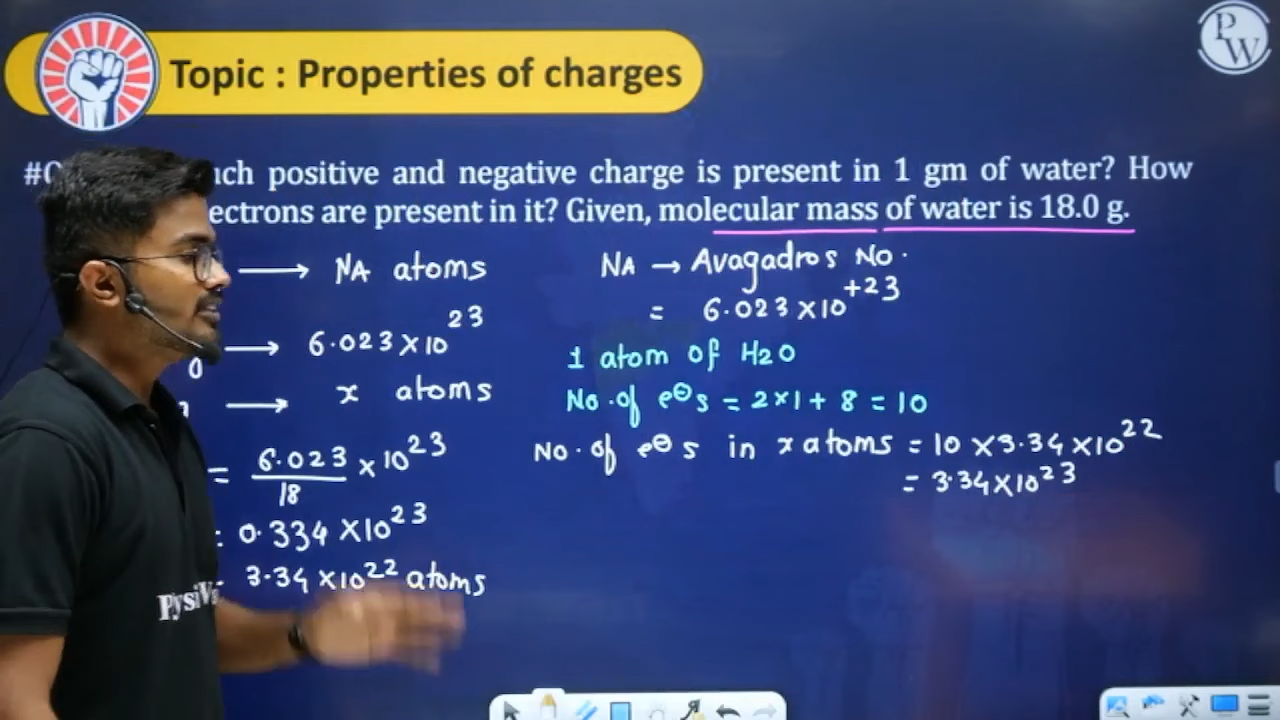 Topic : Properties of charges
PW
positive and negative charge is present in 1 gm of water? How
are present in it? Given, molecular mass of water is 18.0 g.
⟶ NA atoms
NA → Avagadros No.
= 6.023×10+23
⟶ 6.023×10 23
1 atom of H2O
x atoms
No.of e⊖s = 2×1+ 8 = 10
= 6.023/18 ×10 23
No.of e⊖s in x atoms = 10 ×3.34 ×10 22
= 3.34×10 23
0.334 ×10 23
3.34 ×10 22 atoms